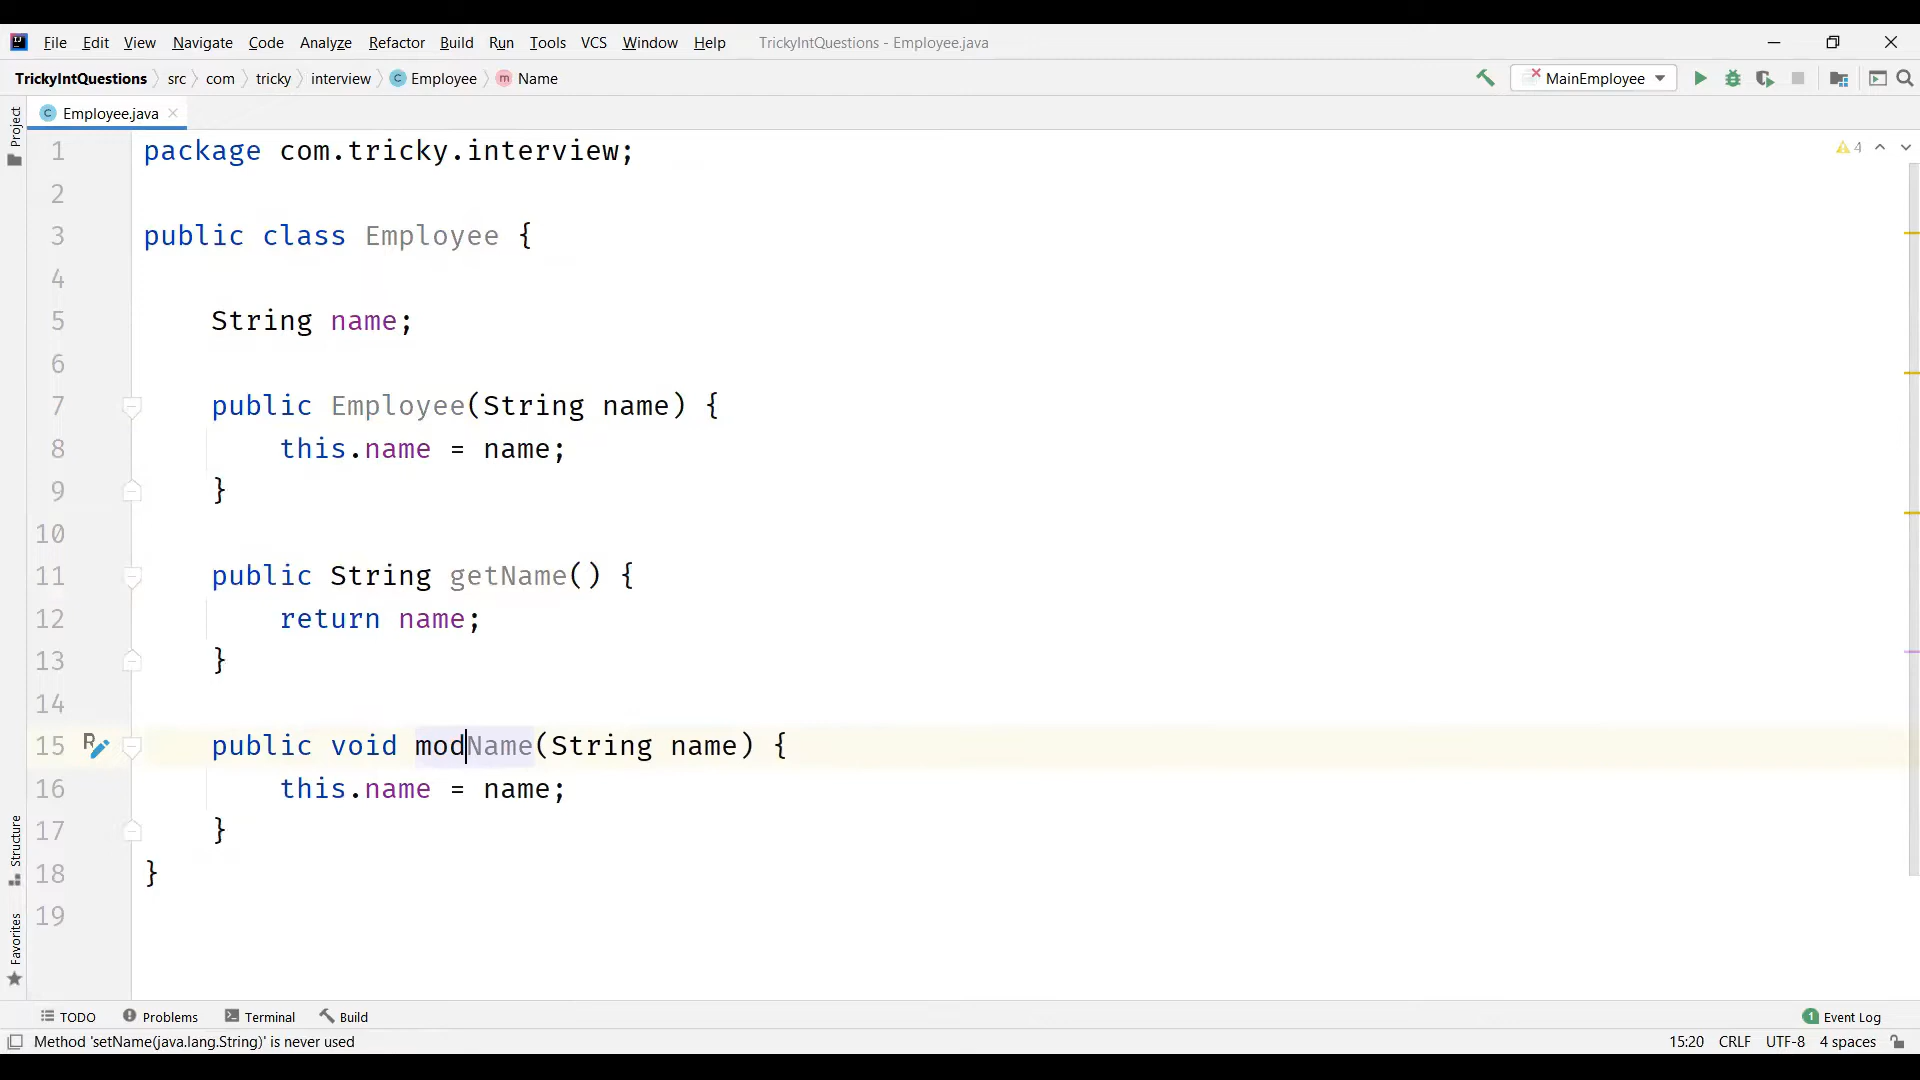 File Edit View Navigate Code Analyze Refactor Build Run Tools VCS Window Help TrickyIntQuestions - Employee.java
TrickyIntQuestions src com tricky interview C Employee m Name MainEmployee
Project
C Employee.java
4
1 package com.tricky.interview;
2
3 public class Employee {
4
5     String name;
6
7     public Employee(String name) {
8         this.name = name;
9     }
10
11     public String getName() {
12         return name;
13     }
14
15     public void modName(String name) {
16         this.name = name;
17     }
18 }
19
Structure
Favorites
TODO Problems Terminal Build 1 Event Log
Method 'setName(java.lang.String)' is never used 15:20 CRLF UTF-8 4 spaces